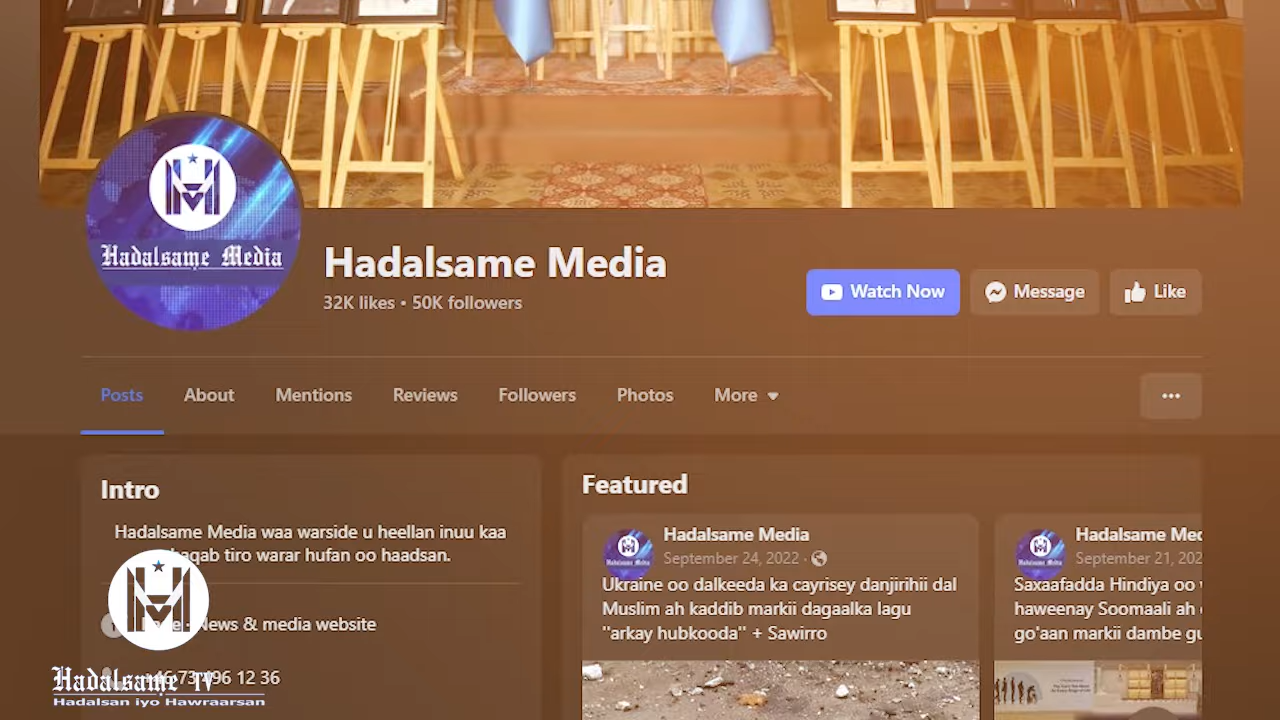 Hadalsame Media
Hadalsame Media
32K likes • 50K followers
Watch Now
Message
Like
Posts
About
Mentions
Reviews
Followers
Photos
More
Intro
Hadalsame Media waa warside u heellan inuu kaa
tiro warar hufan oo haadsan.
News & media website
496 12 36
Hadalsame TV
Hadalsan iyo Hawraarsan
Featured
Hadalsame Media
September 24, 2022
Ukraine oo dalkeeda ka cayrisey danjirihii dal
Muslim ah kaddib markii dagaalka lagu
"arkay hubkooda" + Sawirro
Hadalsame
September 21,
Saxaafadda Hindiya oo
haweenay Soomaali ah
go'aan markii dambe